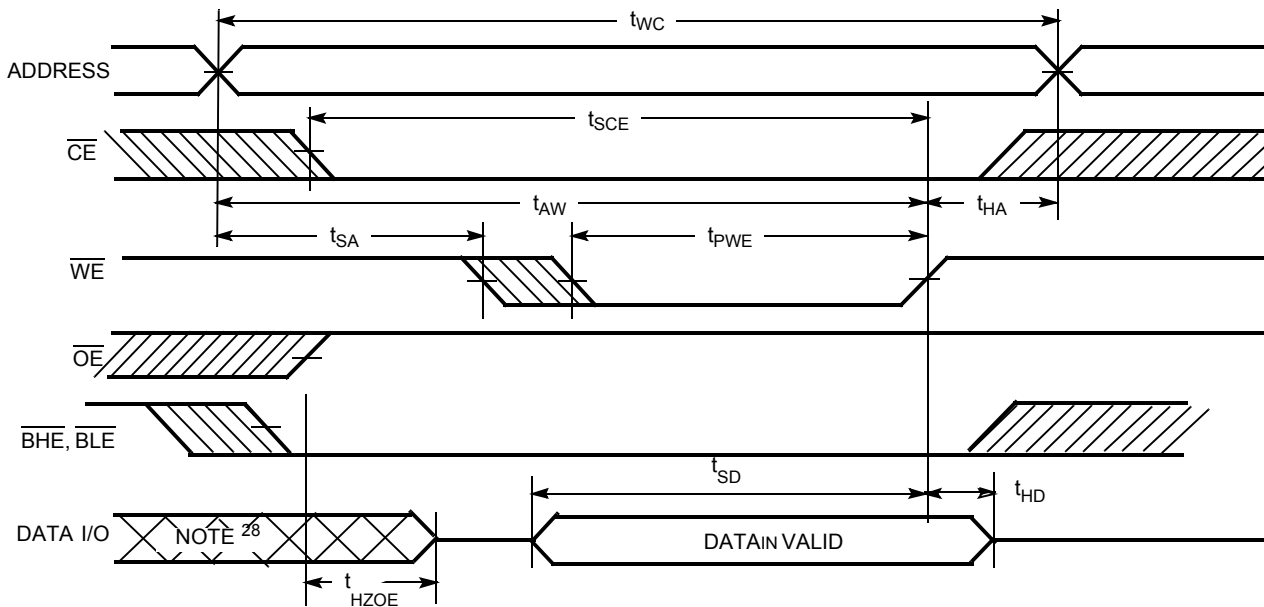 tWC
ADDRESS
tSCE
CE
tAW
tHA
tSA
tPWE
WE
OE
BHE, BLE
tSD
tHD
DATA I/O
NOTE 28
DATAIN VALID
tHZOE